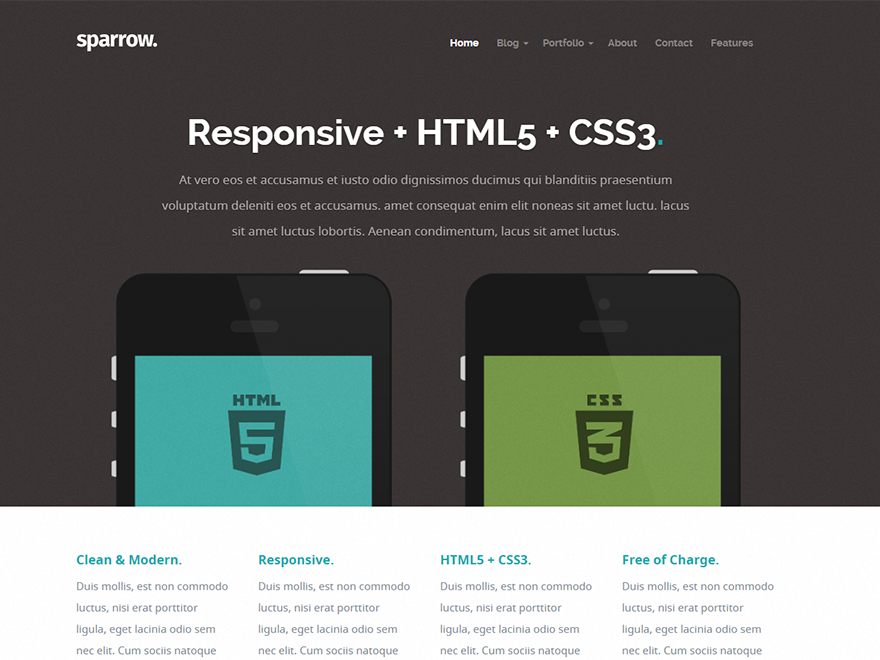 sparrow.
Home Blog Portfolio About Contact Features
Responsive + HTML5 + CSS3.
At vero eos et accusamus et iusto odio dignissimos ducimus qui blanditiis praesentium
voluptatum deleniti eos et accusamus. amet consequat enim elit noneas sit amet luctu. lacus
sit amet luctus lobortis. Aenean condimentum, lacus sit amet luctus.
HTML
5
CSS
3
Clean & Modern.
Duis mollis, est non commodo
luctus, nisi erat porttitor
ligula, eget lacinia odio sem
nec elit. Cum sociis natoque
Responsive.
Duis mollis, est non commodo
luctus, nisi erat porttitor
ligula, eget lacinia odio sem
nec elit. Cum sociis natoque
HTML5 + CSS3.
Duis mollis, est non commodo
luctus, nisi erat porttitor
ligula, eget lacinia odio sem
nec elit. Cum sociis natoque
Free of Charge.
Duis mollis, est non commodo
luctus, nisi erat porttitor
ligula, eget lacinia odio sem
nec elit. Cum sociis natoque